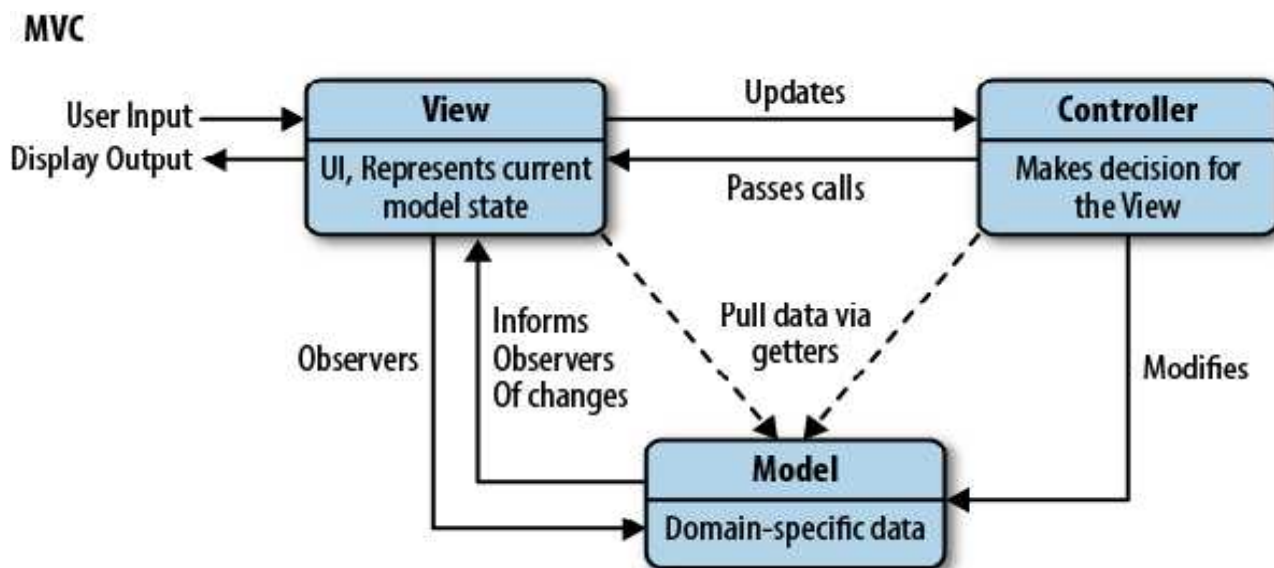 MVC
User Input
Display Output
View
UI, Represents current
model state
Updates
Passes calls
Controller
Makes decision for
the View
Observers
Informs
Observers
Of changes
Pull data via
getters
Modifies
Model
Domain-specific data